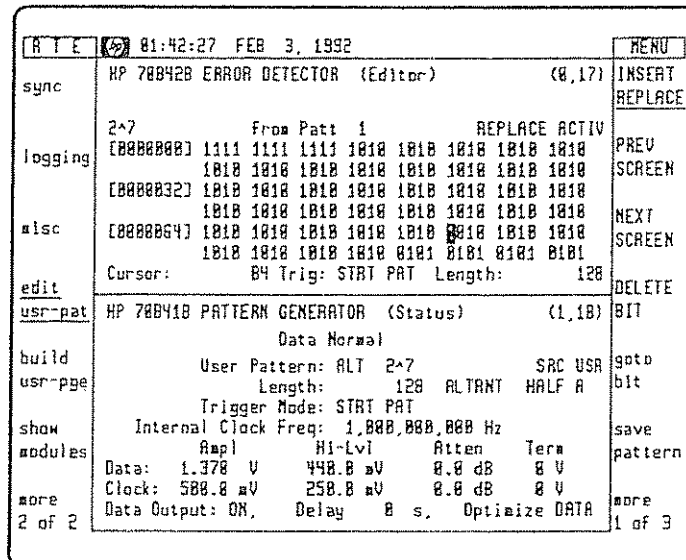 R T E
hp 01:42:27 FEB 3, 1992
MENU
sync
logging
misc
edit
usr-pat
build
usr-pge
show
modules
more
2 of 2
HP 70842B ERROR DETECTOR (Editor) (0,17)
2^7 From Patt 1 REPLACE ACTIV
[0000000] 1111 1111 1111 1010 1010 1010 1010 1010
1010 1010 1010 1010 1010 1010 1010 1010
[0000032] 1010 1010 1010 1010 1010 1010 1010 1010
1010 1010 1010 1010 1010 1010 1010 1010
[0000064] 1010 1010 1010 1010 1010 0010 1010 1010
1010 1010 1010 1010 0101 0101 0101 0101
Cursor: 84 Trig: STRT PAT Length: 128
HP 70841B PATTERN GENERATOR (Status) (1,18)
Data Normal
User Pattern: ALT 2^7 SRC USR
Length: 128 ALTRNT HALF A
Trigger Mode: STRT PAT
Internal Clock Freq: 1,000,000,000 Hz
Ampl Hi-Lvl Atten Term
Data: 1.370 V 440.0 mV 0.0 dB 0 V
Clock: 500.0 mV 250.0 mV 0.0 dB 0 V
Data Output: ON, Delay 0 s, Optimize DATA
INSERT
REPLACE
PREV
SCREEN
NEXT
SCREEN
DELETE
BIT
goto
bit
save
pattern
more
1 of 3